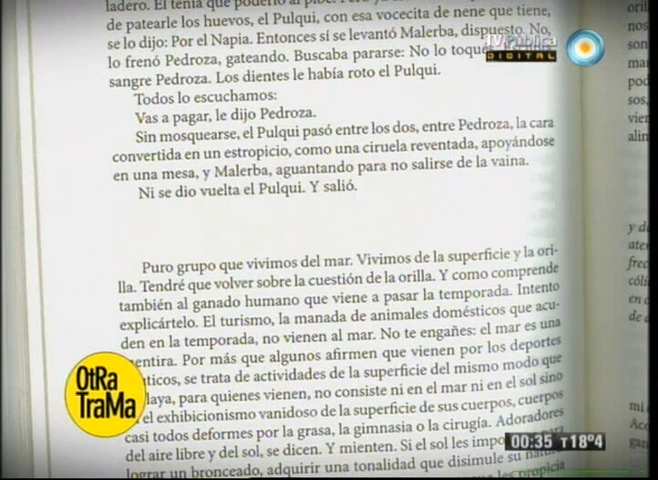 ladero. El tenía que poderlo al
de patearle los huevos, el Pulqui, con esa vocecita de nene que tiene,
se lo dijo: Por el Napia. Entonces sí se levantó Malerba, dispuesto. No,
lo frenó Pedroza, gateando. Buscaba pararse: No lo toqués
sangre Pedroza. Los dientes le había roto el Pulqui.
Todos lo escuchamos:
Vas a pagar, le dijo Pedroza.
Sin mosquearse, el Pulqui pasó entre los dos, entre Pedroza, la cara
convertida en un estropicio, como una ciruela reventada, apoyándose
en una mesa, y Malerba, aguantando para no salirse de la vaina.
Ni se dio vuelta el Pulqui. Y salió.
Puro grupo que vivimos del mar. Vivimos de la superficie y la ori-
lla. Tendré que volver sobre la cuestión de la orilla. Y como comprende
también al ganado humano que viene a pasar la temporada. Intento
explicártelo. El turismo, la manada de animales domésticos que acu-
den en la temporada, no vienen al mar. No te engañes: el mar es una
entira. Por más que algunos afirmen que vienen por los deportes
ticos, se trata de actividades de la superficie del mismo modo que
laya, para quienes vienen, no consiste ni en el mar ni en el sol sino
el exhibicionismo vanidoso de la superficie de sus cuerpos, cuerpos
casi todos deformes por la grasa, la gimnasia o la cirugía. Adoradores
del aire libre y del sol, se dicen. Y mienten. Si el sol les impo
lograr un bronceado, adquirir una tonalidad que disimule su
propicia
TV Pública
DIGITAL
OtRa
TraMa
00:35 T18°4